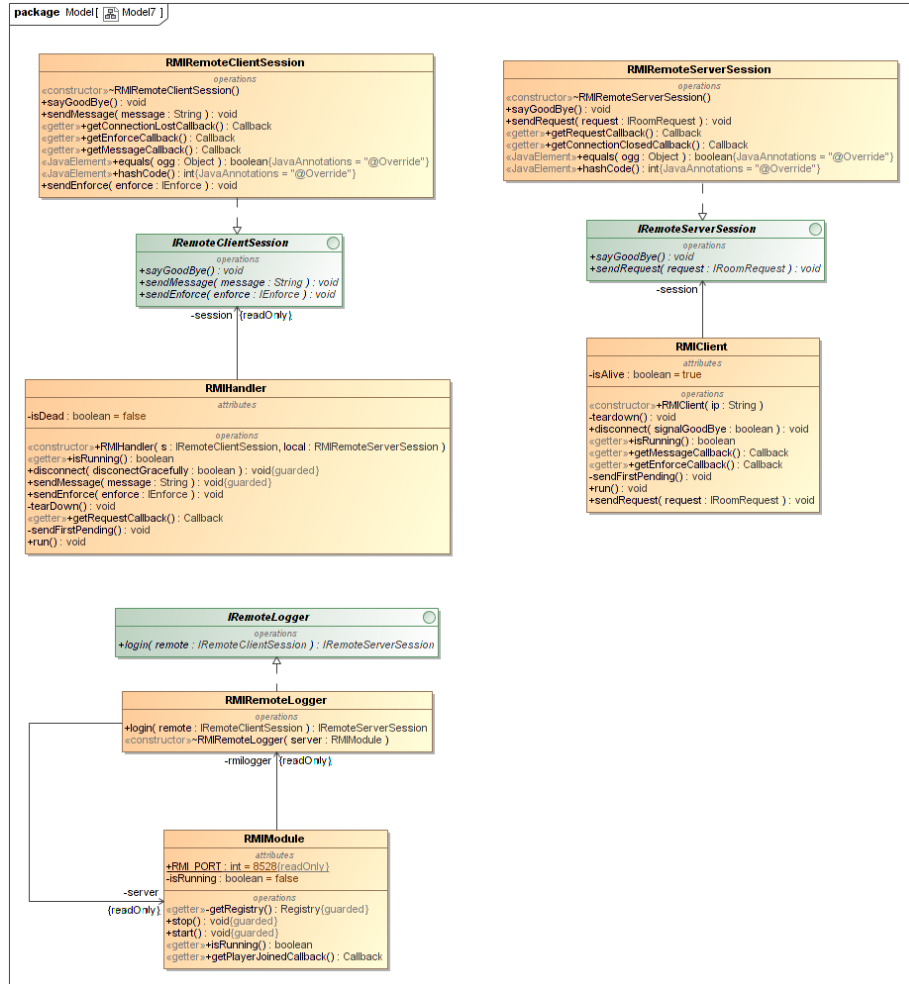 package Model[ Model7 ]
RMIRemoteClientSession
operations
«constructor»~RMIRemoteClientSession()
+sayGoodBye() : void
+sendMessage( message : String ) : void
«getter»+getConnectionLostCallback() : Callback
«getter»+getEnforceCallback() : Callback
«getter»+getMessageCallback() : Callback
«JavaElement»+equals( ogg : Object ) : boolean{JavaAnnotations = "@Override"}
«JavaElement»+hashCode() : int{JavaAnnotations = "@Override"}
+sendEnforce( enforce : IEnforce ) : void
RMIRemoteServerSession
operations
«constructor»~RMIRemoteServerSession()
+sayGoodBye() : void
+sendRequest( request : IRoomRequest ) : void
«getter»+getRequestCallback() : Callback
«getter»+getConnectionClosedCallback() : Callback
«JavaElement»+equals( ogg : Object ) : boolean{JavaAnnotations = "@Override"}
«JavaElement»+hashCode() : int{JavaAnnotations = "@Override"}
IRemoteClientSession
operations
+sayGoodBye() : void
+sendMessage( message : String ) : void
+sendEnforce( enforce : IEnforce ) : void
-session {readOnly}
IRemoteServerSession
operations
+sayGoodBye() : void
+sendRequest( request : IRoomRequest ) : void
-session
RMIHandler
attributes
-isDead : boolean = false
operations
«constructor»+RMIHandler( s : IRemoteClientSession, local : RMIRemoteServerSession )
«getter»+isRunning() : boolean
+disconnect( disconectGracefully : boolean ) : void{guarded}
+sendMessage( message : String ) : void{guarded}
+sendEnforce( enforce : IEnforce ) : void
-tearDown() : void
«getter»+getRequestCallback() : Callback
-sendFirstPending() : void
+run() : void
RMIClient
attributes
-isAlive : boolean = true
operations
«constructor»+RMIClient( ip : String )
-teardown() : void
+disconnect( signalGoodBye : boolean ) : void
«getter»+isRunning() : boolean
«getter»+getMessageCallback() : Callback
«getter»+getEnforceCallback() : Callback
-sendFirstPending() : void
+run() : void
+sendRequest( request : IRoomRequest ) : void
IRemoteLogger
operations
+login( remote : IRemoteClientSession ) : IRemoteServerSession
RMIRemoteLogger
operations
+login( remote : IRemoteClientSession ) : IRemoteServerSession
«constructor»~RMIRemoteLogger( server : RMIModule )
-rmilogger {readOnly}
RMIModule
attributes
+RMI_PORT : int = 8528{readOnly}
-isRunning : boolean = false
operations
«getter»-getRegistry() : Registry{guarded}
+stop() : void{guarded}
+start() : void{guarded}
«getter»+isRunning() : boolean
«getter»+getPlayerJoinedCallback() : Callback
-server
{readOnly}